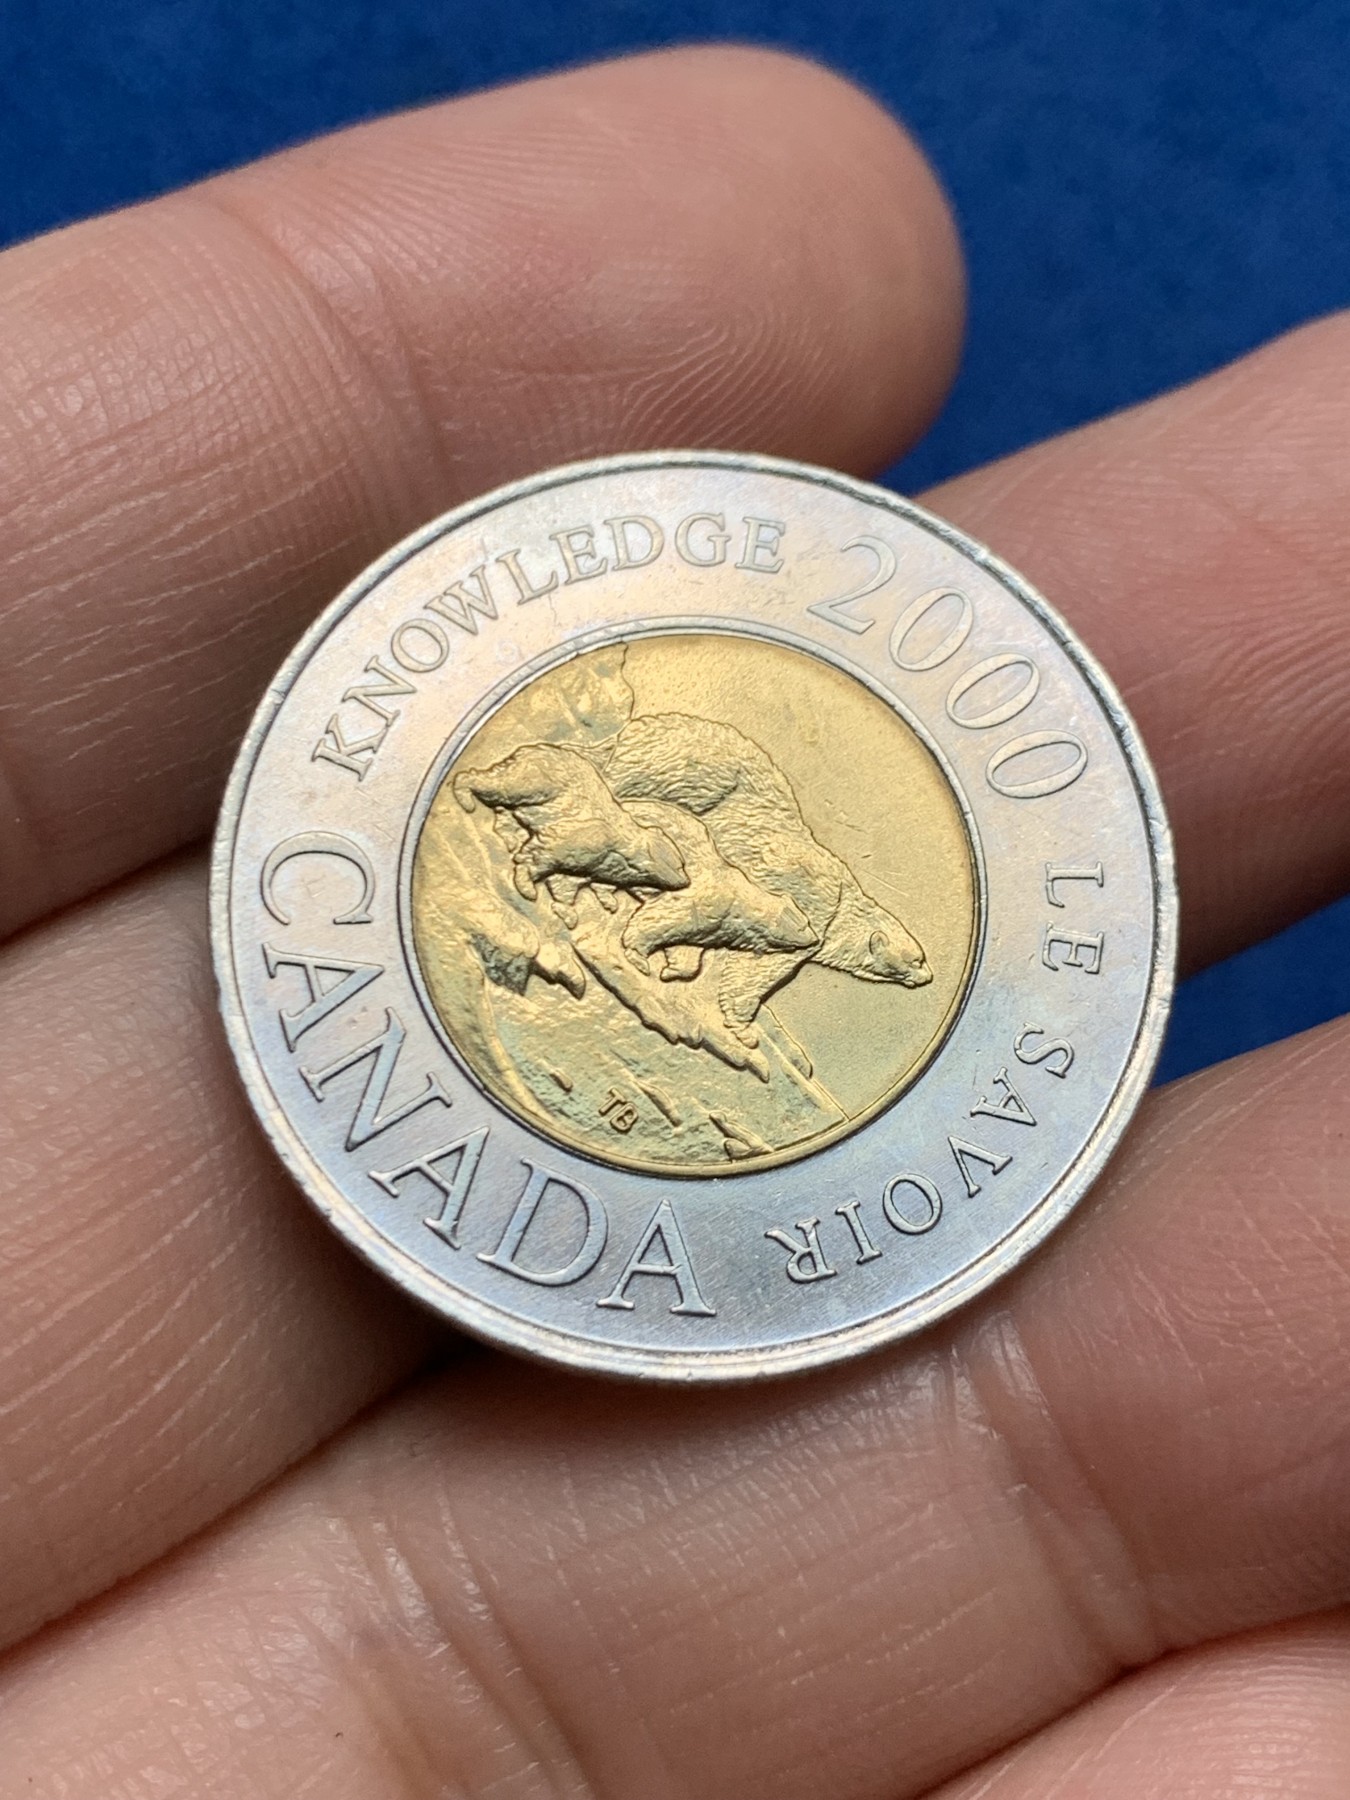 KNOWLEDGE 2000 LE SAVOIR
CANADA
TB